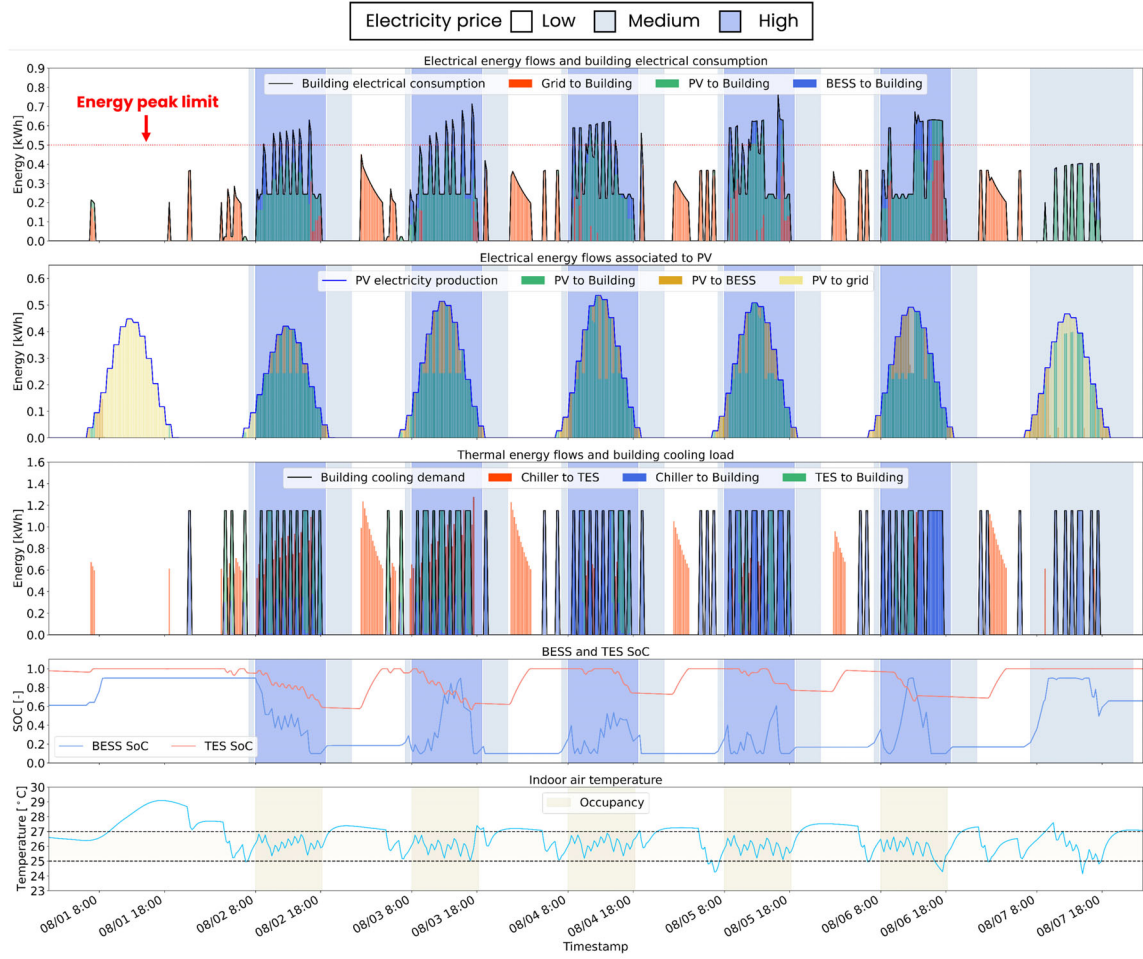 Electricity price Low Medium High
Electrical energy flows and building electrical consumption
Building electrical consumption Grid to Building PV to Building BESS to Building
Energy peak limit
Energy [kWh]
0.9
0.8
0.7
0.6
0.5
0.4
0.3
0.2
0.1
0.0
Electrical energy flows associated to PV
PV electricity production PV to Building PV to BESS PV to grid
Energy [kWh]
0.6
0.5
0.4
0.3
0.2
0.1
0.0
Thermal energy flows and building cooling load
Building cooling demand Chiller to TES Chiller to Building TES to Building
Energy [kWh]
1.6
1.4
1.2
1.0
0.8
0.6
0.4
0.2
0.0
BESS and TES SoC
SOC [-]
1.0
0.8
0.6
0.4
0.2
0.0
BESS SoC TES SoC
Indoor air temperature
Occupancy
Temperature [°C]
30
29
28
27
26
25
24
23
08/01 8:00 08/01 18:00 08/02 8:00 08/02 18:00 08/03 8:00 08/03 18:00 08/04 8:00 08/04 18:00 08/05 8:00 08/05 18:00 08/06 8:00 08/06 18:00 08/07 8:00 08/07 18:00
Timestamp